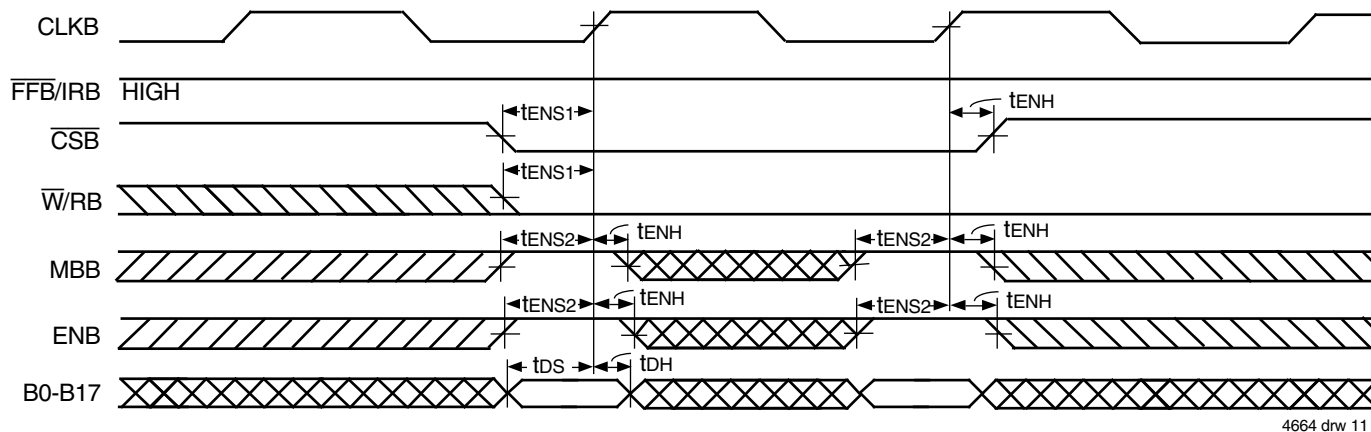 CLKB
FFB/IRB HIGH
tENS1 tENH
CSB
tENS1
W/RB
tENS2 tENH tENS2 tENH
MBB
tENS2 tENH tENS2 tENH
ENB
tDS tDH
B0-B17
4664 drw 11